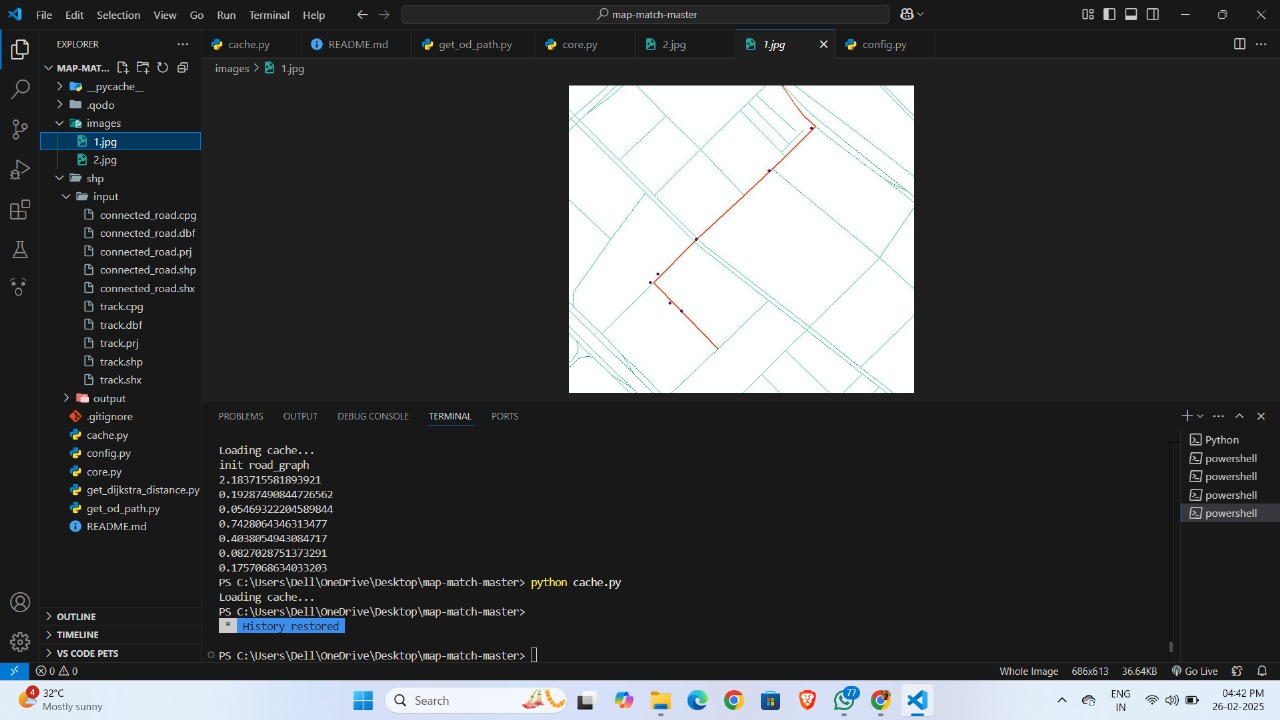 File Edit Selection View Go Run Terminal Help
map-match-master
EXPLORER
MAP-MAT...
__pycache__
.qodo
images
1.jpg
2.jpg
shp
input
connected_road.cpg
connected_road.dbf
connected_road.prj
connected_road.shp
connected_road.shx
track.cpg
track.dbf
track.prj
track.shp
track.shx
output
.gitignore
cache.py
config.py
core.py
get_dijkstra_distance.py
get_od_path.py
README.md
OUTLINE
TIMELINE
VS CODE PETS
cache.py README.md get_od_path.py core.py 2.jpg 1.jpg config.py
images > 1.jpg
PROBLEMS OUTPUT DEBUG CONSOLE TERMINAL PORTS
Loading cache...
init road_graph
2.183715581893921
0.19287490844726562
0.05469322204589844
0.7428064346313477
0.4038054943084717
0.0827028751373291
0.1757068634033203
PS C:\Users\Dell\OneDrive\Desktop\map-match-master> python cache.py
Loading cache...
PS C:\Users\Dell\OneDrive\Desktop\map-match-master>
* History restored
PS C:\Users\Dell\OneDrive\Desktop\map-match-master>
Python
powershell
powershell
powershell
powershell
0 0 Whole Image 686x613 36.64KB Go Live
4 32°C
Mostly sunny
Search
77
ENG
IN
04:42 PM
26-02-2025